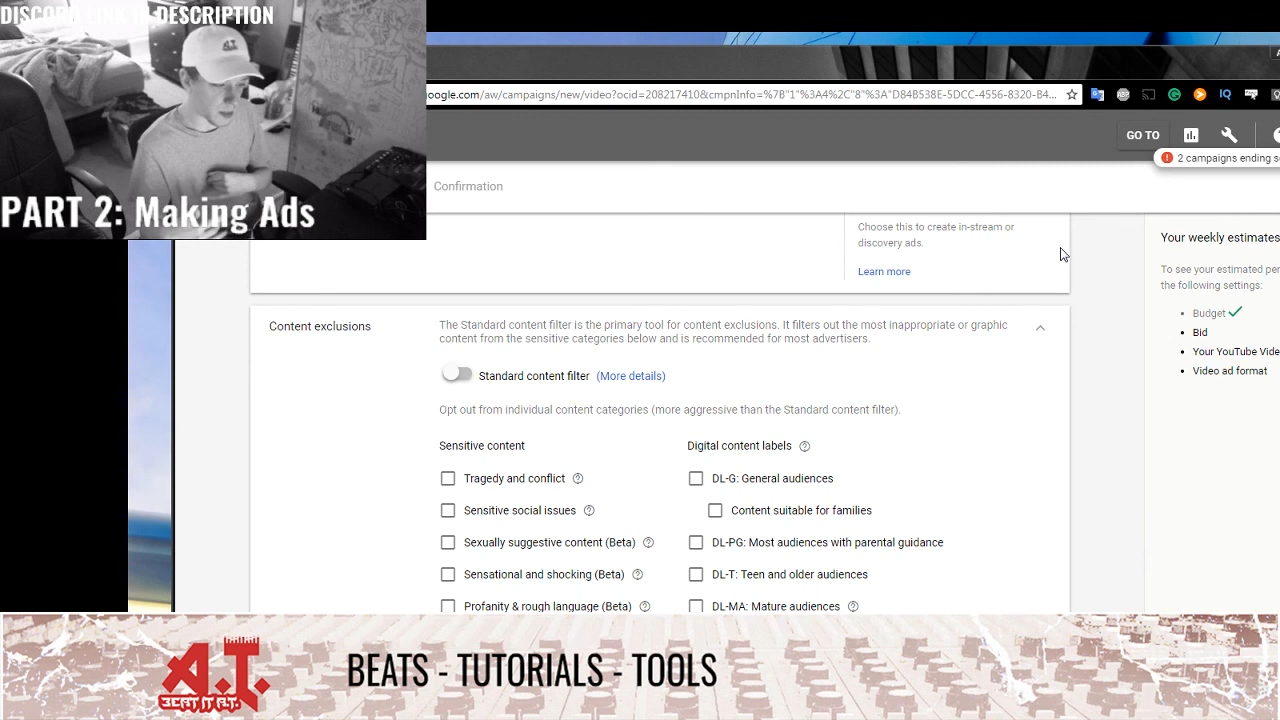 DISCORD LINK IN DESCRIPTION
A.T.
PART 2: Making Ads
google.com/aw/campaigns/new/video?ocid=208217410&cmpnInfo=%7B"1"%3A4%2C"8"%3A"D84B538E-5DCC-4556-8320-B4...
IQ
GO TO
2 campaigns ending s
Confirmation
Choose this to create in-stream or
discovery ads.
Learn more
Your weekly estimates
To see your estimated per
the following settings:
Budget
Bid
Your YouTube Vide
Video ad format
Content exclusions
The Standard content filter is the primary tool for content exclusions. It filters out the most inappropriate or graphic
content from the sensitive categories below and is recommended for most advertisers.
Standard content filter (More details)
Opt out from individual content categories (more aggressive than the Standard content filter).
Sensitive content
Tragedy and conflict
Sensitive social issues
Sexually suggestive content (Beta)
Sensational and shocking (Beta)
Profanity & rough language (Beta)
Digital content labels
DL-G: General audiences
Content suitable for families
DL-PG: Most audiences with parental guidance
DL-T: Teen and older audiences
DL-MA: Mature audiences
A.T.
BEAT IT AT.
BEATS - TUTORIALS - TOOLS